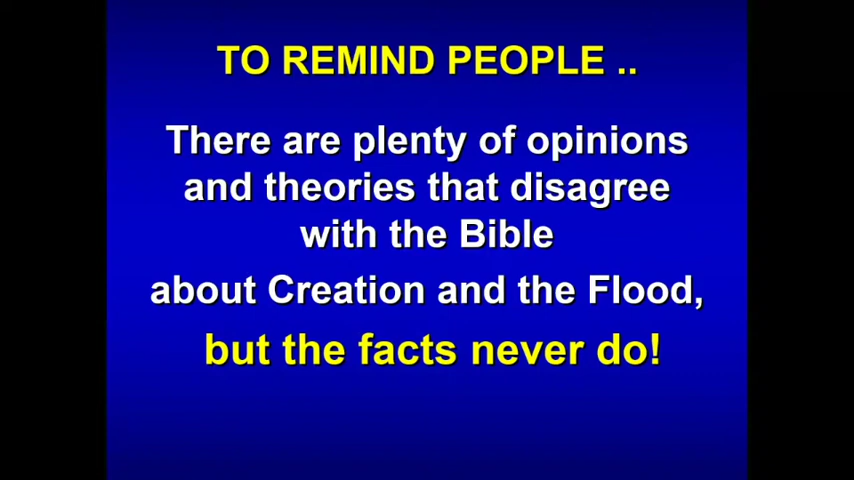 TO REMIND PEOPLE ..
There are plenty of opinions
and theories that disagree
with the Bible
about Creation and the Flood,
but the facts never do!